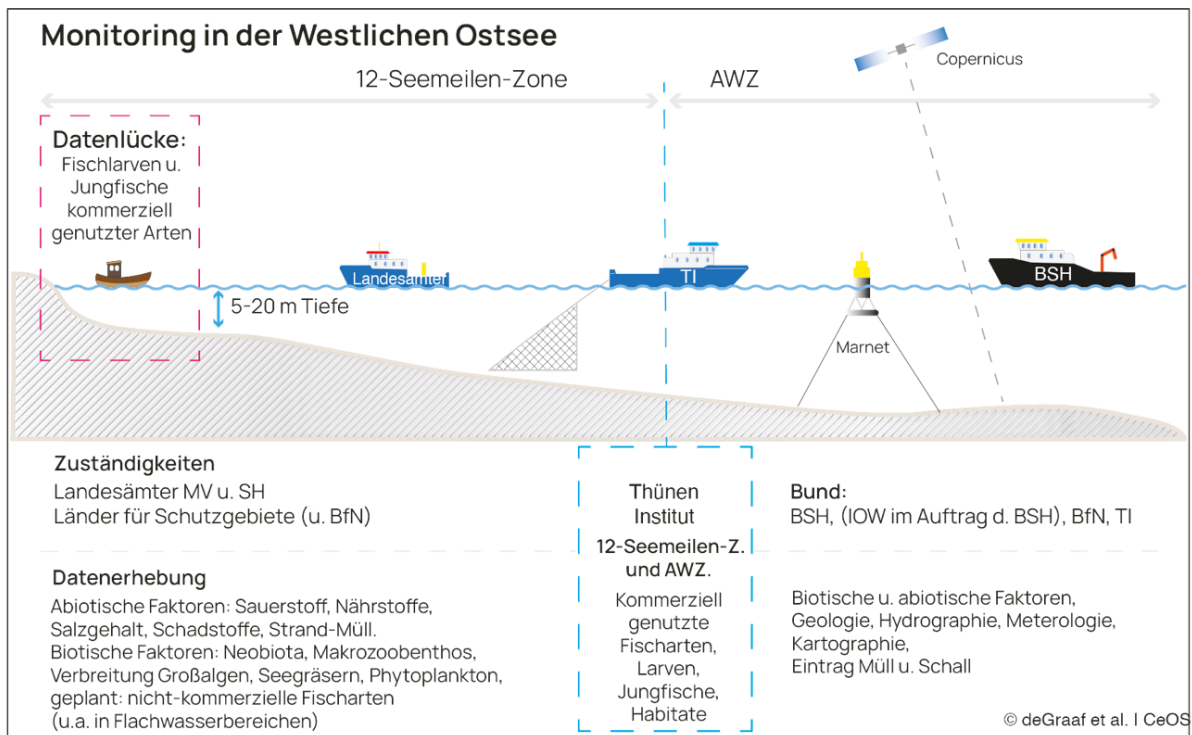 Monitoring in der Westlichen Ostsee
12-Seemeilen-Zone
AWZ
Copernicus
Datenlücke:
Fischlarven u.
Jungfische
kommerziell
genutzter Arten
Landesämter
TI
BSH
5-20 m Tiefe
Marnet
Zuständigkeiten
Landesämter MV u. SH
Länder für Schutzgebiete (u. BfN)
Thünen
Institut
12-Seemeilen-Z.
und AWZ.
Kommerziell
genutzte
Fischarten,
Larven,
Jungfische,
Habitate
Bund:
BSH, (IOW im Auftrag d. BSH), BfN, TI
Datenerhebung
Abiotische Faktoren: Sauerstoff, Nährstoffe,
Salzgehalt, Schadstoffe, Strand-Müll.
Biotische Faktoren: Neobiota, Makrozoobenthos,
Verbreitung Großalgen, Seegräsern, Phytoplankton,
geplant: nicht-kommerzielle Fischarten
(u.a. in Flachwasserbereichen)
Biotische u. abiotische Faktoren,
Geologie, Hydrographie, Meterologie,
Kartographie,
Eintrag Müll u. Schall
© deGraaf et al. I CeOS